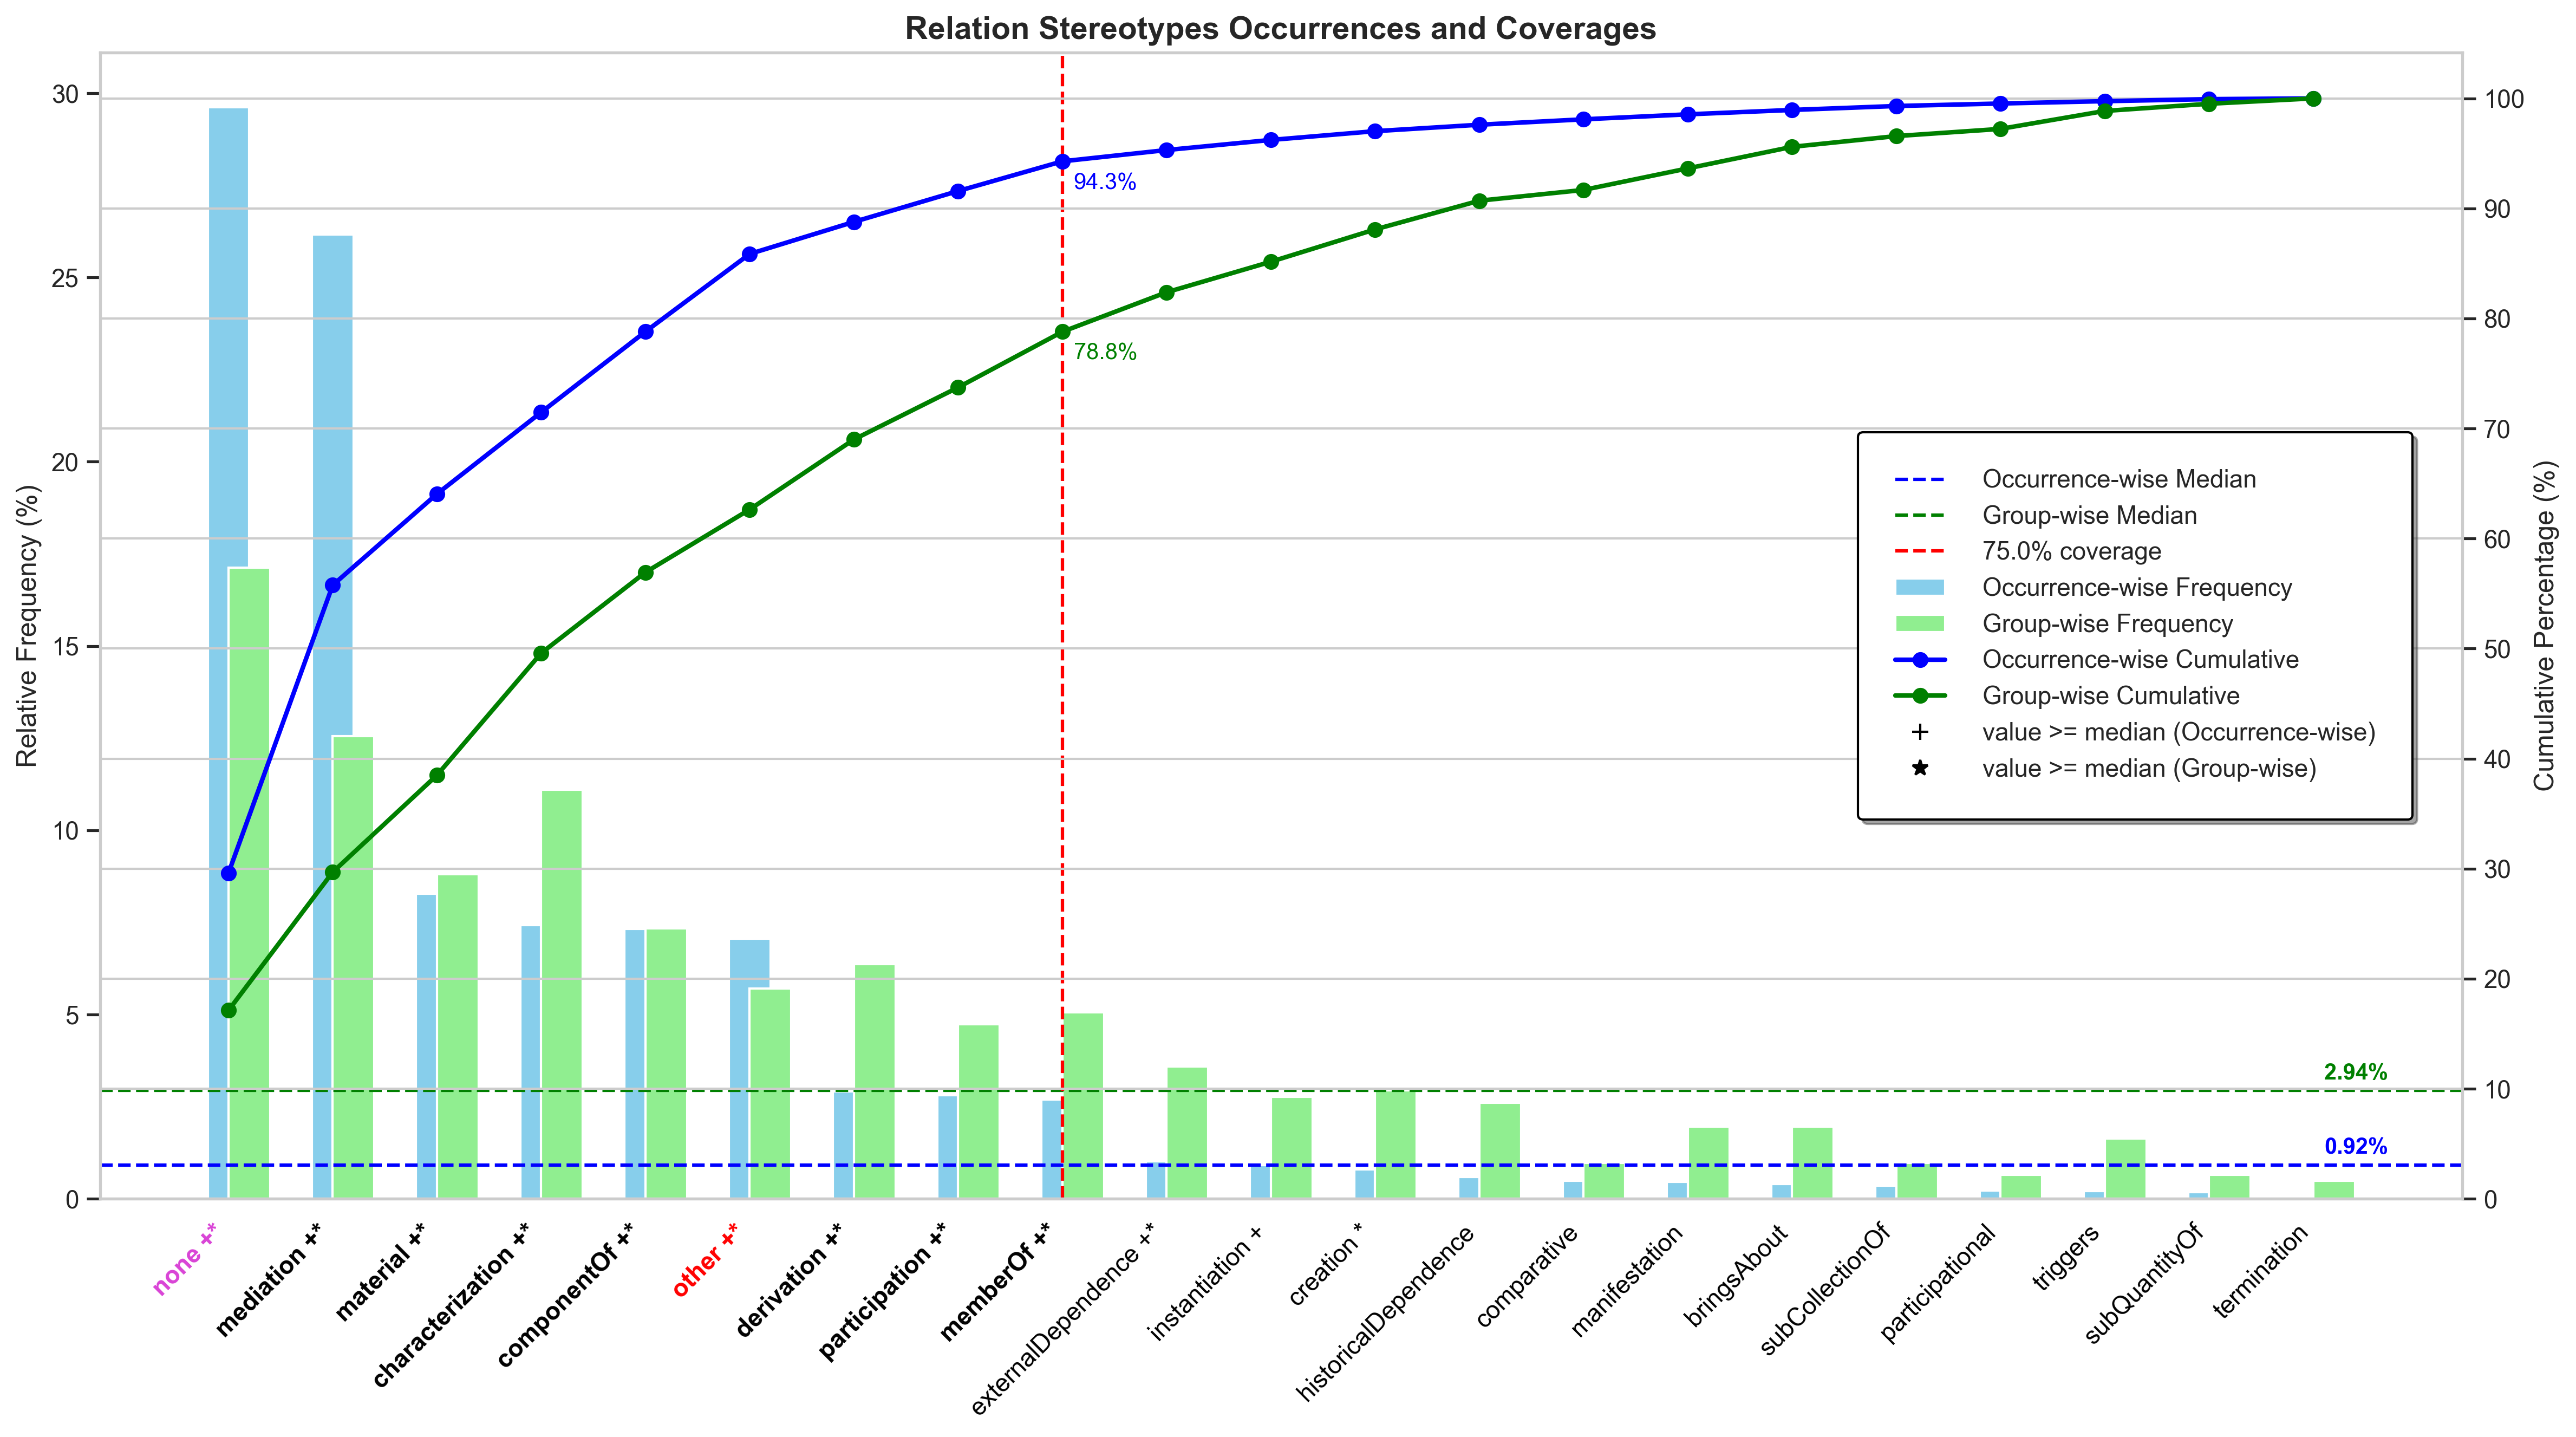 Relation Stereotypes Occurrences and Coverages
Relative Frequency (%)
30
25
20
15
10
5
0
Cumulative Percentage (%)
100
90
80
70
60
50
40
30
20
10
0
94.3%
78.8%
2.94%
0.92%
Occurrence-wise Median
Group-wise Median
75.0% coverage
Occurrence-wise Frequency
Group-wise Frequency
Occurrence-wise Cumulative
Group-wise Cumulative
value >= median (Occurrence-wise)
value >= median (Group-wise)
none +*
mediation +*
material +*
characterization +*
componentOf +*
other +*
derivation +*
participation +*
memberOf +*
externalDependence +*
instantiation +
creation *
historicalDependence
comparative
manifestation
bringsAbout
subCollectionOf
participational
triggers
subQuantityOf
termination